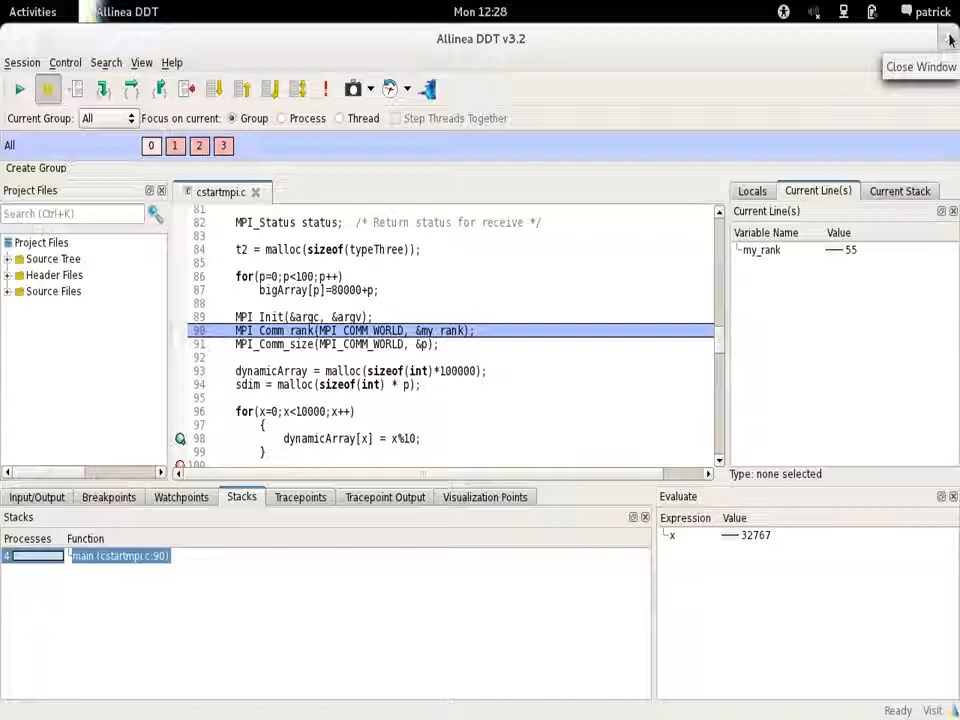 Activities Allinea DDT Mon 12:28 patrick
Allinea DDT v3.2
Close Window
Session Control Search View Help
Current Group: All Focus on current: Group Process Thread Step Threads Together
All 0 1 2 3
Create Group
Project Files
Search (Ctrl+K)
Project Files
Source Tree
Header Files
Source Files
cstartmpi.c
81
82 MPI_Status status; /* Return status for receive */
83
84 t2 = malloc(sizeof(typeThree));
85
86 for(p=0;p<100;p++)
87 bigArray[p]=80000+p;
88
89 MPI_Init(&argc, &argv);
90 MPI_Comm_rank(MPI_COMM_WORLD, &my_rank);
91 MPI_Comm_size(MPI_COMM_WORLD, &p);
92
93 dynamicArray = malloc(sizeof(int)*100000);
94 sdim = malloc(sizeof(int) * p);
95
96 for(x=0;x<10000;x++)
97 {
98 dynamicArray[x] = x%10;
99 }
100
Locals Current Line(s) Current Stack
Current Line(s)
Variable Name Value
my_rank 55
Type: none selected
Input/Output Breakpoints Watchpoints Stacks Tracepoints Tracepoint Output Visualization Points
Stacks
Processes Function
4 main (cstartmpi.c:90)
Evaluate
Expression Value
x 32767
Ready Visit